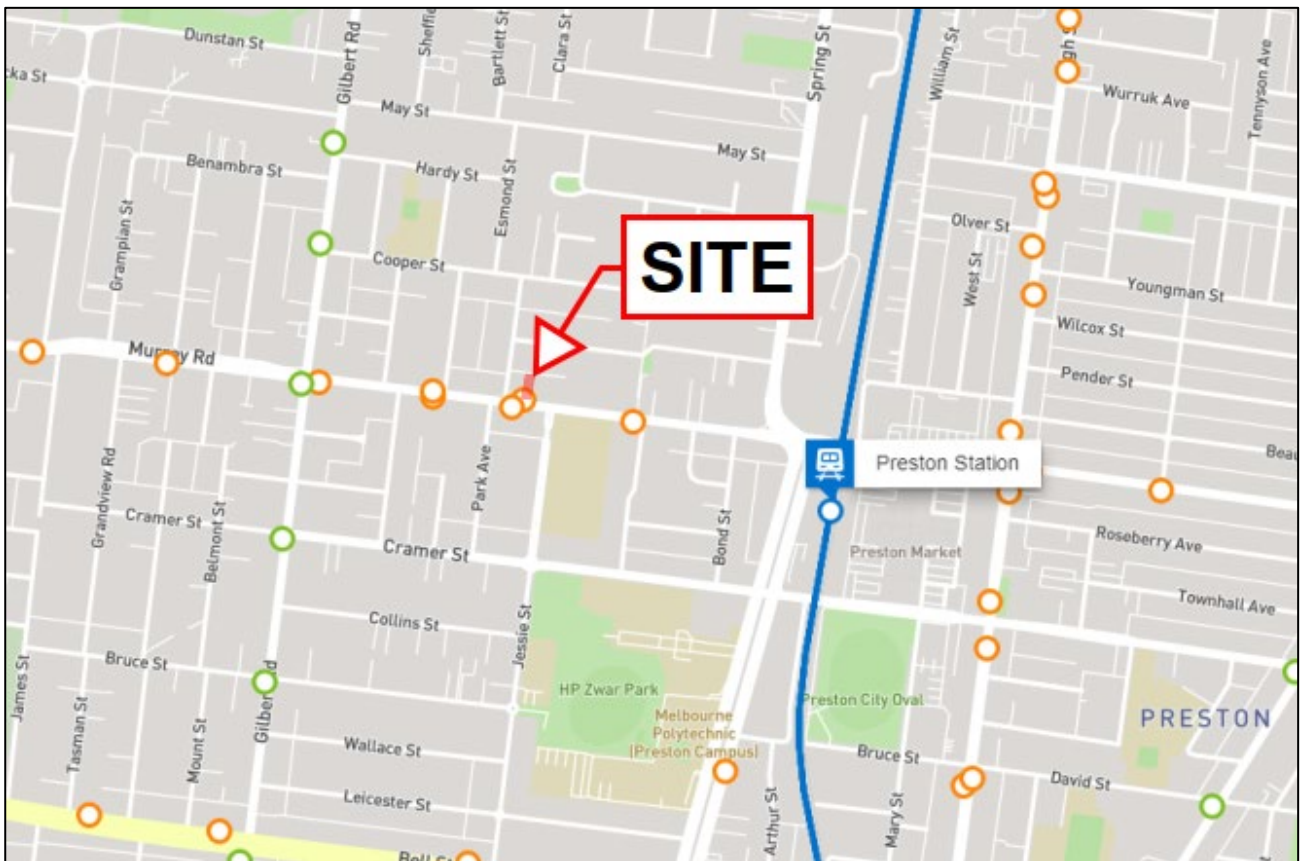 Dunstan St
Gilbert Rd
Bartlett St
Clara St
Spring St
William St
Wurruk Ave
Tennyson Ave
May St
May St
Benambra St
Hardy St
Esmond St
Grampian St
Cooper St
SITE
Olver St
West St
Youngman St
Wilcox St
Pender St
Murray Rd
Preston Station
Park Ave
Grandview Rd
Belmont St
Cramer St
Cramer St
Bond St
Preston Market
Roseberry Ave
Townhall Ave
Collins St
Jessie St
Bruce St
James St
HP Zwar Park
Preston City Oval
Melbourne
Polytechnic
(Preston Campus)
PRESTON
Tasman St
Mount St
Wallace St
Bruce St
David St
Leicester St
Arthur St
Mary St